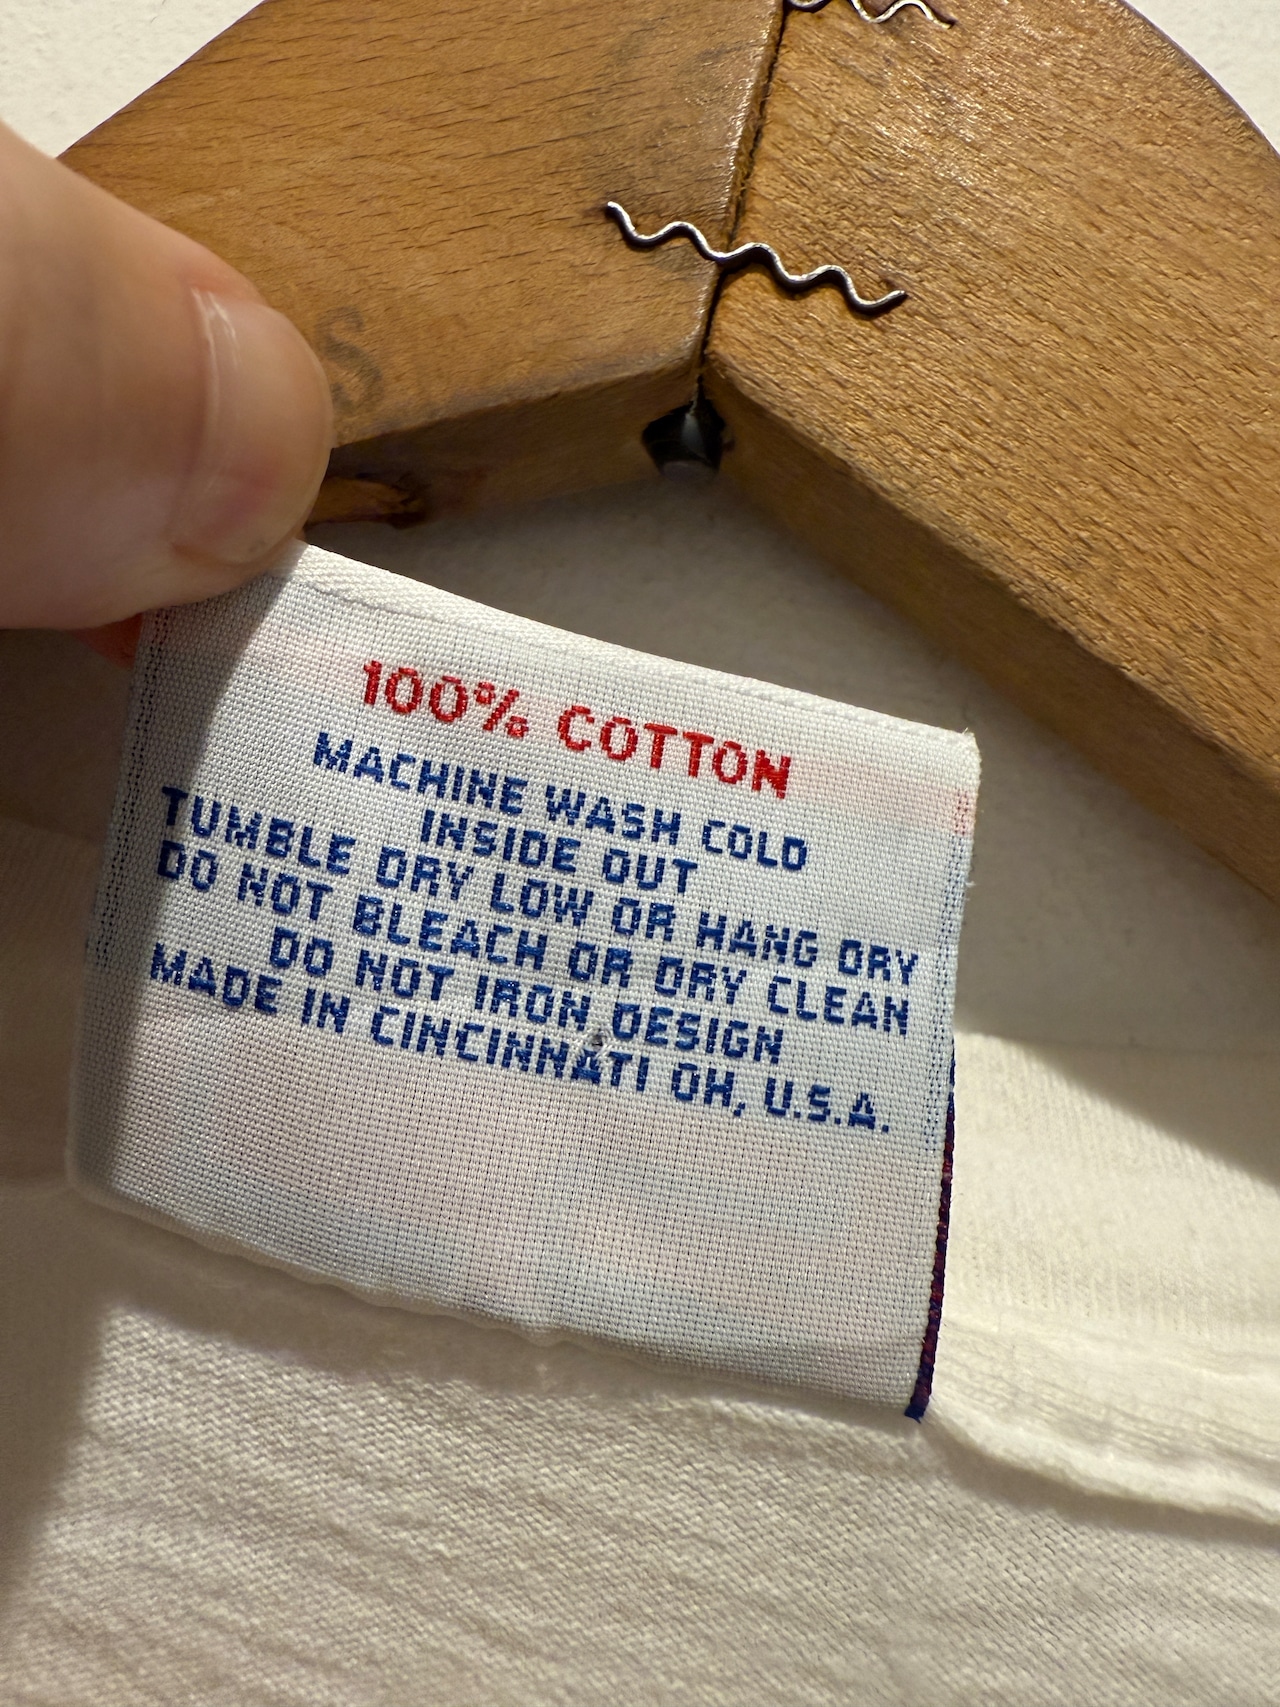 S
100% COTTON
MACHINE WASH COLD
INSIDE OUT
TUMBLE DRY LOW OR HANG DRY
DO NOT BLEACH OR DRY CLEAN
DO NOT IRON DESIGN
MADE IN CINCINNATI OH, U.S.A.